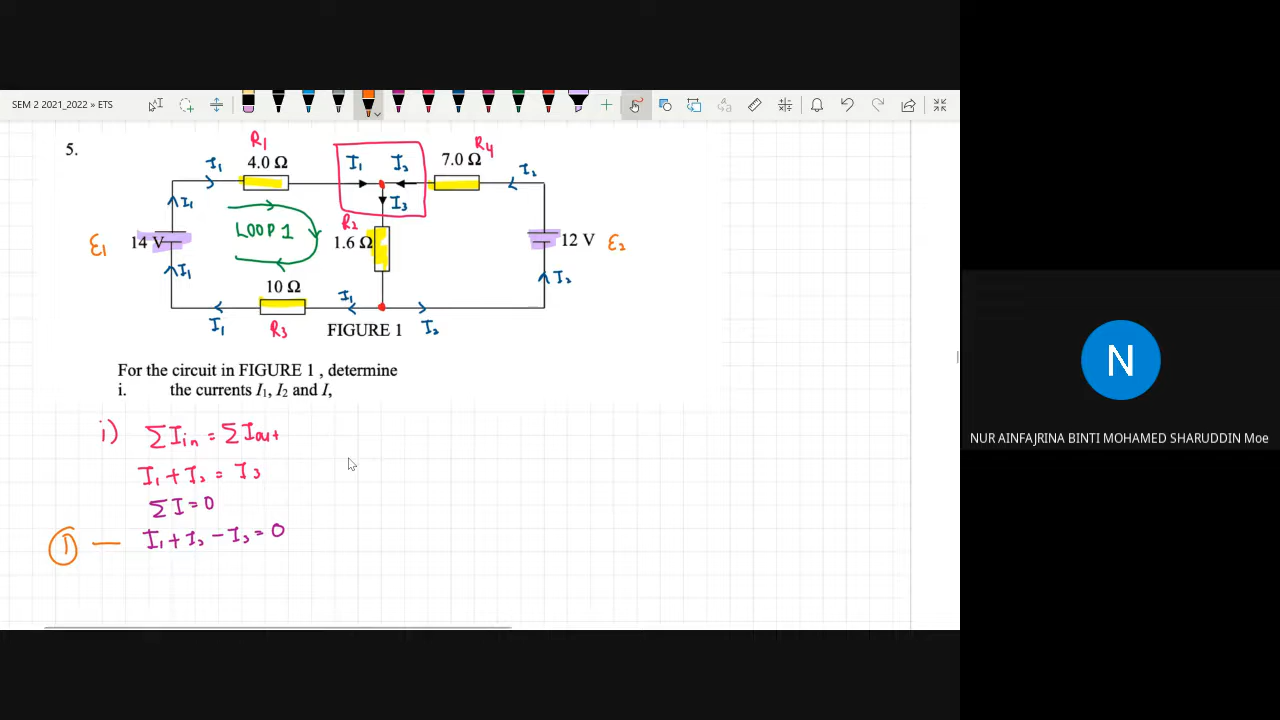 SEM 2 2021_2022 » ETS
5.
R1
4.0 Ω
I1
I1
I2
R4
7.0 Ω
I2
I1
I3
LOOP 1
R2
1.6 Ω
ε1
14 V
12 V
ε2
I1
I2
10 Ω
I1
I1
R3
FIGURE 1
I2
For the circuit in FIGURE 1 , determine
i. the currents I1, I2 and I,
i) ΣIin = ΣIout
I1 + I2 = I3
ΣI = 0
① — I1 + I2 - I3 = 0
N
NUR AINFAJRINA BINTI MOHAMED SHARUDDIN Moe